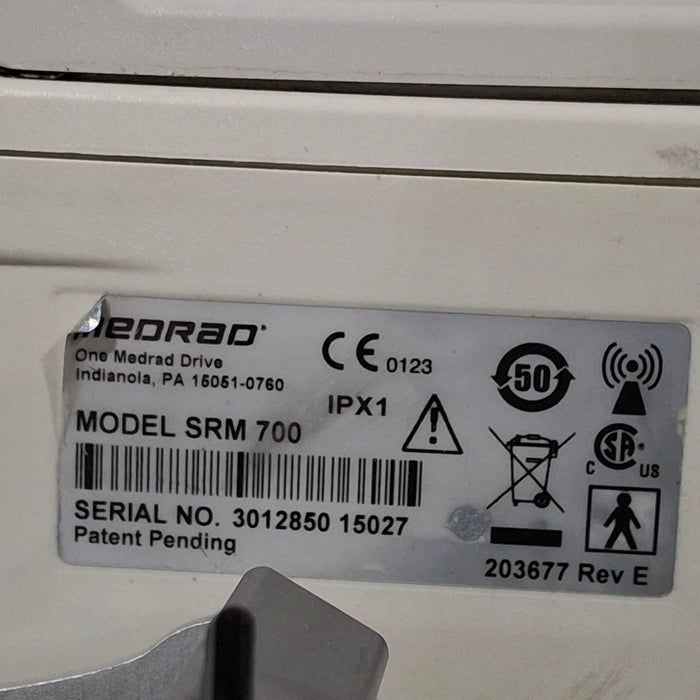 MEDRAD
One Medrad Drive
Indianola, PA 15051-0760
CE 0123
IPX1
50
MODEL SRM 700
C SA US
SERIAL NO. 3012850 15027
Patent Pending
203677 Rev E